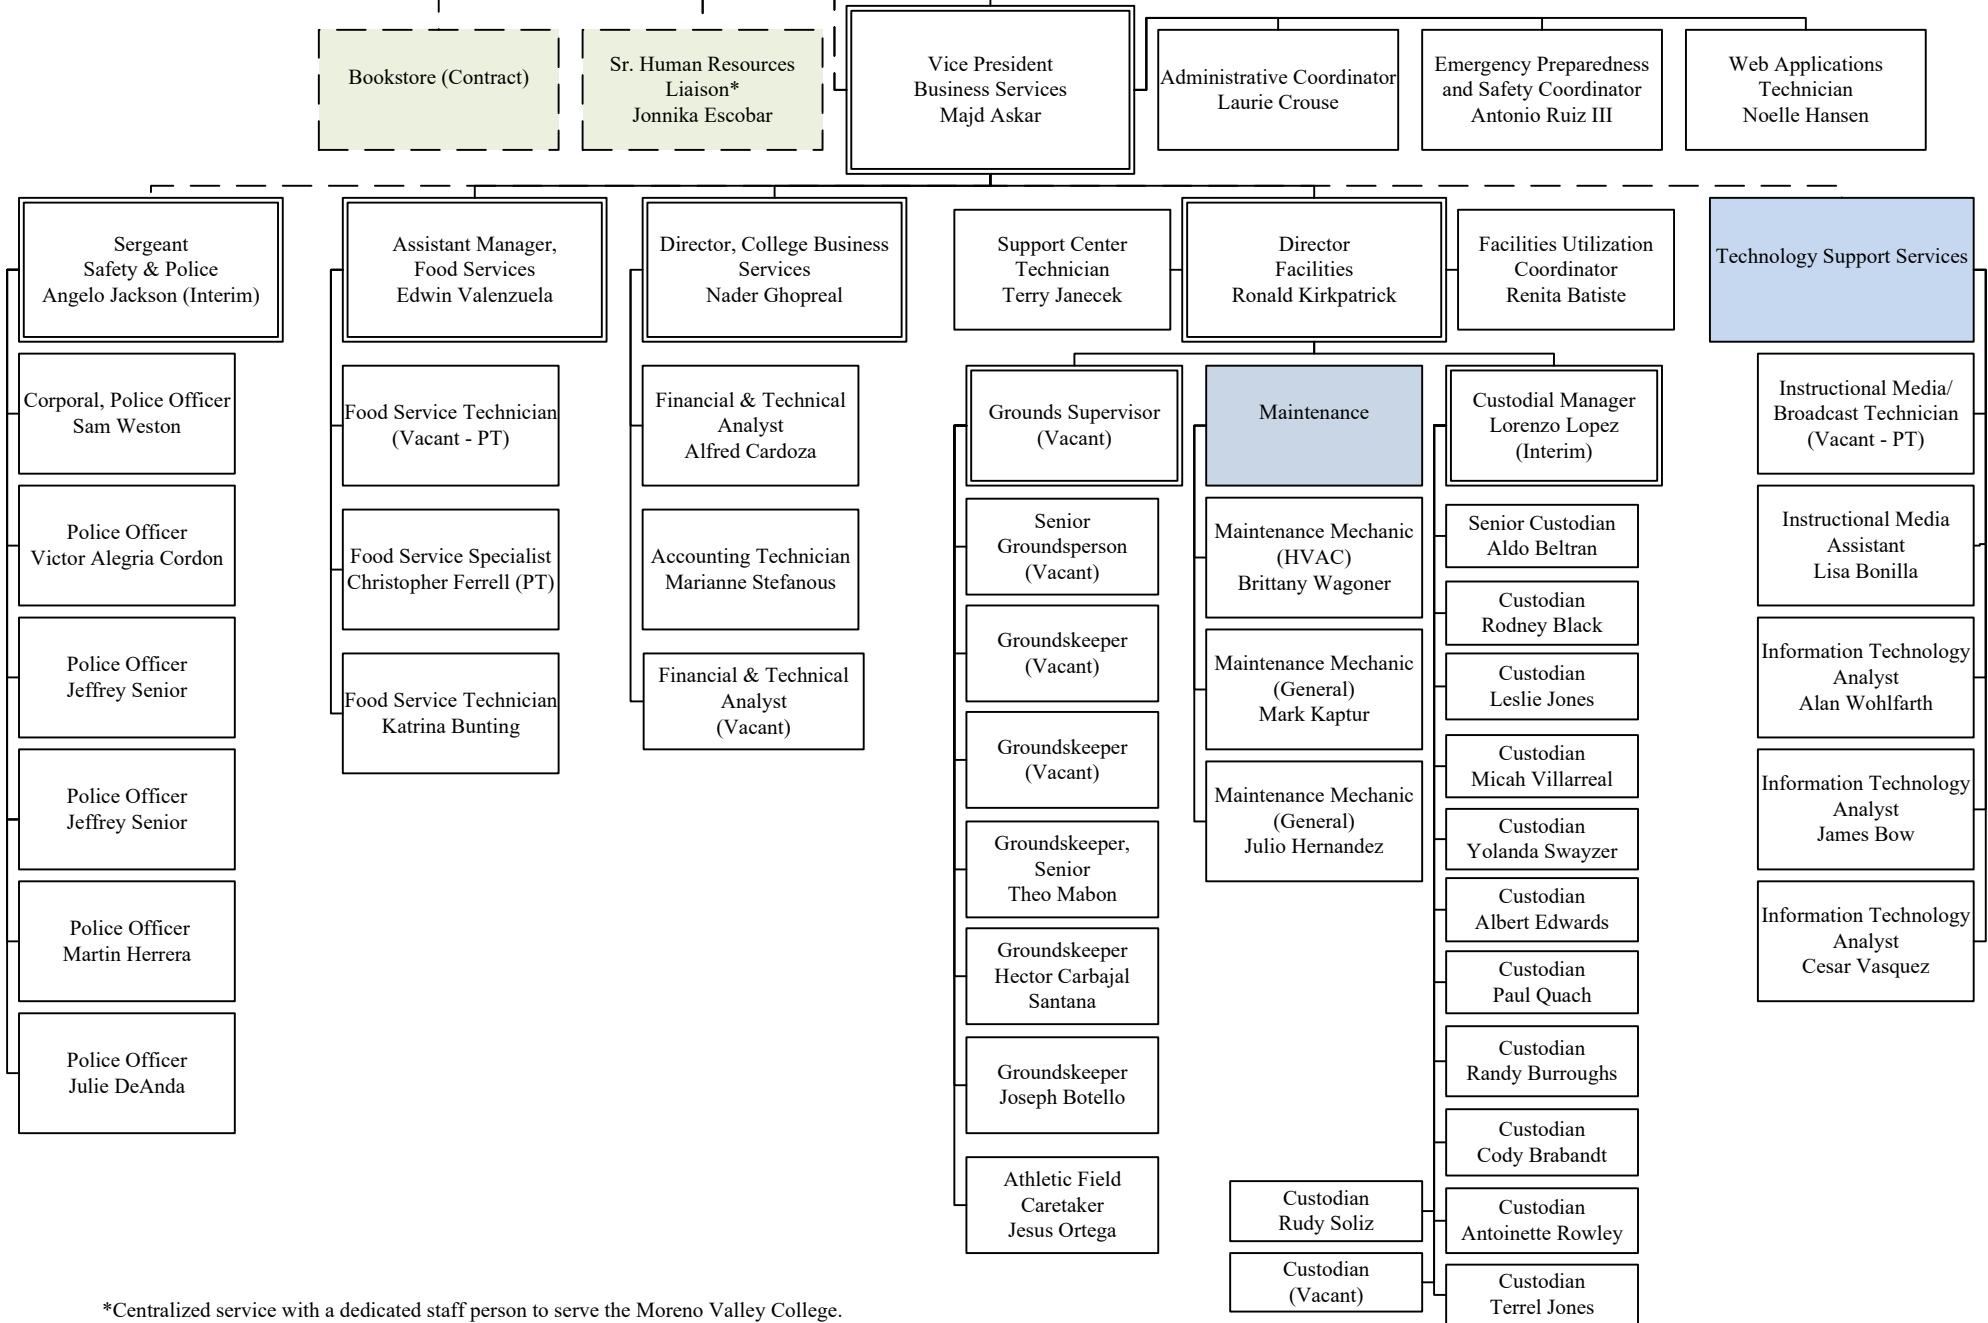 Bookstore (Contract)
Sr. Human Resources
Liaison*
Jonnika Escobar
Vice President
Business Services
Majd Askar
Administrative Coordinator
Laurie Crouse
Emergency Preparedness
and Safety Coordinator
Antonio Ruiz III
Web Applications
Technician
Noelle Hansen
Sergeant
Safety & Police
Angelo Jackson (Interim)
Assistant Manager,
Food Services
Edwin Valenzuela
Director, College Business
Services
Nader Ghopreal
Support Center
Technician
Terry Janecek
Director
Facilities
Ronald Kirkpatrick
Facilities Utilization
Coordinator
Renita Batiste
Technology Support Services
Corporal, Police Officer
Sam Weston
Police Officer
Victor Alegria Cordon
Police Officer
Jeffrey Senior
Police Officer
Jeffrey Senior
Police Officer
Martin Herrera
Police Officer
Julie DeAnda
Food Service Technician
(Vacant - PT)
Food Service Specialist
Christopher Ferrell (PT)
Food Service Technician
Katrina Bunting
Financial & Technical
Analyst
Alfred Cardoza
Accounting Technician
Marianne Stefanous
Financial & Technical
Analyst
(Vacant)
Grounds Supervisor
(Vacant)
Senior
Groundsperson
(Vacant)
Groundskeeper
(Vacant)
Groundskeeper
(Vacant)
Groundskeeper,
Senior
Theo Mabon
Groundskeeper
Hector Carbajal
Santana
Groundskeeper
Joseph Botello
Athletic Field
Caretaker
Jesus Ortega
Maintenance
Maintenance Mechanic
(HVAC)
Brittany Wagoner
Maintenance Mechanic
(General)
Mark Kaptur
Maintenance Mechanic
(General)
Julio Hernandez
Custodial Manager
Lorenzo Lopez
(Interim)
Senior Custodian
Aldo Beltran
Custodian
Rodney Black
Custodian
Leslie Jones
Custodian
Micah Villarreal
Custodian
Yolanda Swayzer
Custodian
Albert Edwards
Custodian
Paul Quach
Custodian
Randy Burroughs
Custodian
Cody Brabandt
Custodian
Rudy Soliz
Custodian
Antoinette Rowley
Custodian
(Vacant)
Custodian
Terrel Jones
Instructional Media/
Broadcast Technician
(Vacant - PT)
Instructional Media
Assistant
Lisa Bonilla
Information Technology
Analyst
Alan Wohlfarth
Information Technology
Analyst
James Bow
Information Technology
Analyst
Cesar Vasquez
*Centralized service with a dedicated staff person to serve the Moreno Valley College.